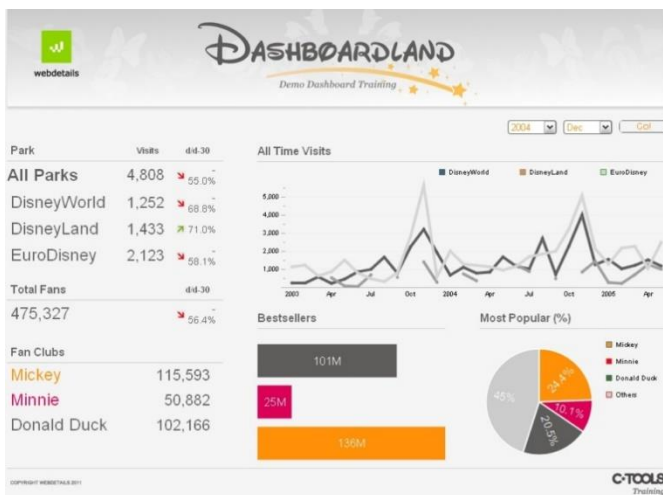 webdetails
DASHBOARDLAND
Demo Dashboard Training
2004 Dec Go!
Park Visits d/d-30
All Parks 4,808 -55.0%
DisneyWorld 1,252 -68.8%
DisneyLand 1,433 71.0%
EuroDisney 2,123 -58.1%
Total Fans d/d-30
475,327 -56.4%
Fan Clubs
Mickey 115,593
Minnie 50,882
Donald Duck 102,166
All Time Visits
DisneyWorld DisneyLand EuroDisney
5,000
4,000
3,000
2,000
1,000
2003 Apr Jul Oct 2004 Apr Jul Oct 2005 Apr
Bestsellers
101M
25M
136M
Most Popular (%)
Mickey
Minnie
Donald Duck
Others
24.4%
10.1%
20.5%
45%
COPYRIGHT WEBDETAILS 2011
C-TOOLS
Training